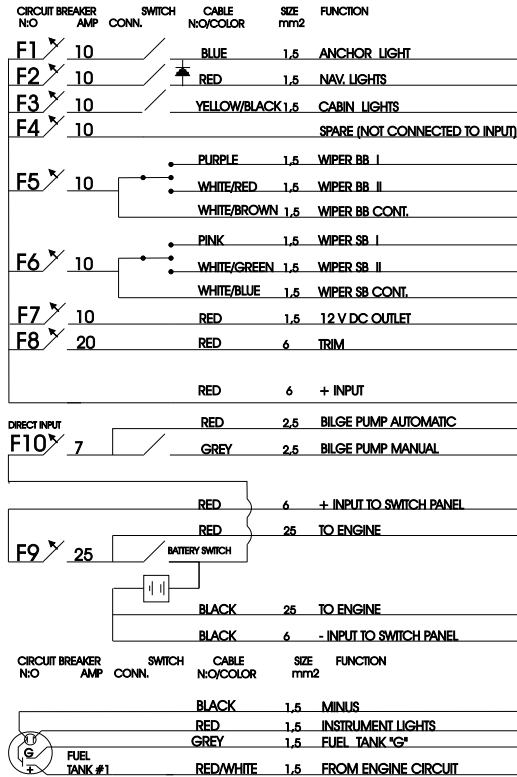 CIRCUIT BREAKER SWITCH CABLE SIZE FUNCTION
N:O AMP CONN. N:O/COLOR mm2
F1 10 BLUE 1,5 ANCHOR LIGHT
F2 10 RED 1,5 NAV. LIGHTS
F3 10 YELLOW/BLACK 1,5 CABIN LIGHTS
F4 10 SPARE (NOT CONNECTED TO INPUT)
PURPLE 1,5 WIPER BB I
F5 10 WHITE/RED 1,5 WIPER BB II
WHITE/BROWN 1,5 WIPER BB CONT.
PINK 1,5 WIPER SB I
F6 10 WHITE/GREEN 1,5 WIPER SB II
WHITE/BLUE 1,5 WIPER SB CONT.
F7 10 RED 1,5 12 V DC OUTLET
F8 20 RED 6 TRIM
RED 6 + INPUT
DIRECT INPUT RED 2,5 BILGE PUMP AUTOMATIC
F10 7 GREY 2,5 BILGE PUMP MANUAL
RED 6 + INPUT TO SWITCH PANEL
RED 25 TO ENGINE
F9 25 BATTERY SWITCH
BLACK 25 TO ENGINE
BLACK 6 - INPUT TO SWITCH PANEL
CIRCUIT BREAKER SWITCH CABLE SIZE FUNCTION
N:O AMP CONN. N:O/COLOR mm2
BLACK 1,5 MINUS
RED 1,5 INSTRUMENT LIGHTS
G GREY 1,5 FUEL TANK "G"
FUEL
+ TANK #1 RED/WHITE 1,5 FROM ENGINE CIRCUIT